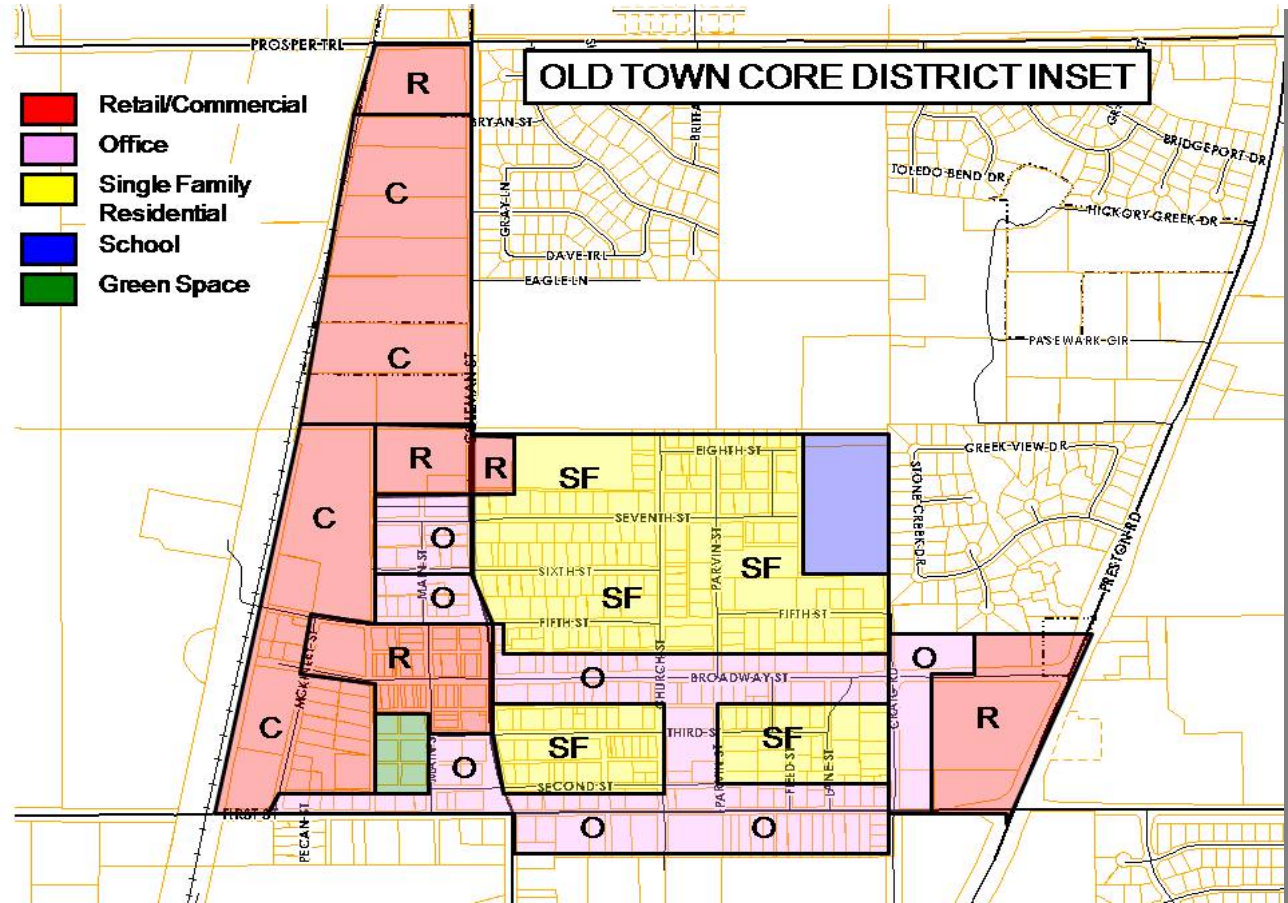 PROSPER TRL
OLD TOWN CORE DISTRICT INSET
R
Retail/Commercial
Office
Single Family
Residential
School
Green Space
BRYAN ST
C
GRAY LN
DAVE TRL
EAGLE LN
TOLEDO BEND DR
BRIDGEPORT DR
HICKORY GREEK DR
PASEWARK CIR
C
COLEMAN ST
R
R
SF
EIGHTH ST
GREEK VIEW DR
STONE CREEK DR
PRESTON RD
C
O
SEVENTH ST
MAIN ST
SIXTH ST
PARVIN ST
SF
O
SF
FIFTH ST
FIFTH ST
R
O
CHURCH ST
BROADWAY ST
O
CRAIG RD
R
C
MAIN ST
O
SF
THIRD S
SF
SECOND ST
PARVIN ST
FIELD ST
LANE ST
FIRST ST
PECAN ST
O
O